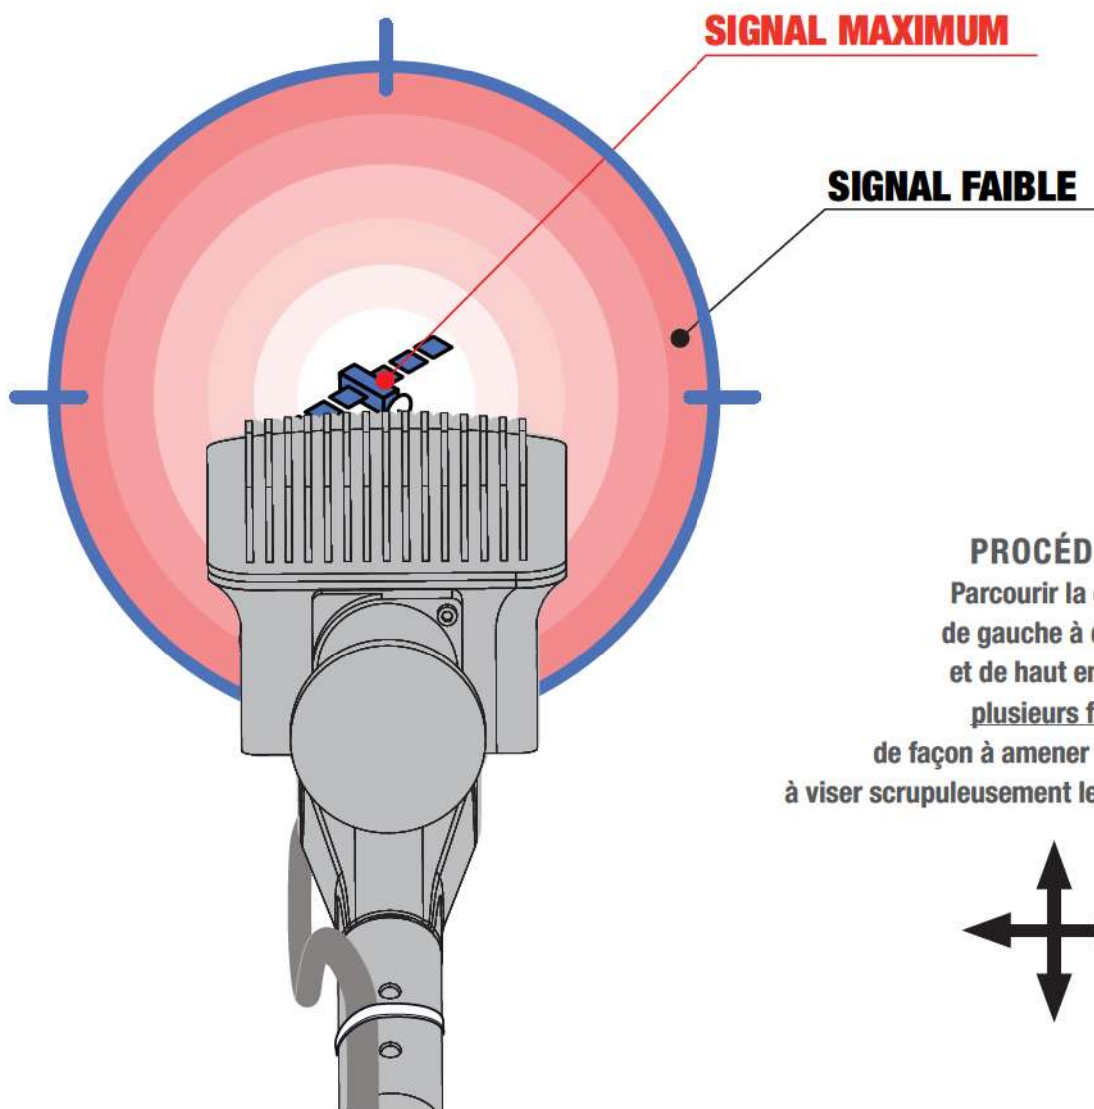 SIGNAL MAXIMUM
SIGNAL FAIBLE
PROCÉD
Parcourir la
de gauche à
et de haut en
plusieurs f
de façon à amener
à viser scrupuleusement le